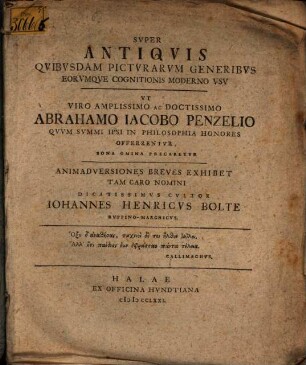 SVPER
ANTIQVIS
QVIBVSDAM PICTVRARVM GENERIBVS
EORVMQVE COGNITIONIS MODERNO VSV
VT
VIRO AMPLISSIMO AC DOCTISSIMO
ABRAHAMO IACOBO PENZELIO
QVVM SVMMI IPSI IN PHILOSOPHIA HONORES
OFFERRENTVR
BONA OMINA PRECARETVR
ANIMADVERSIONES BREVES EXHIBET
TAM CARO NOMINI
DICATISSIMVS CVLTOR
IOHANNES HENRICVS BOLTE
RVPPINO-MARCHICVS.
CALLIMACHVS.
HALAE
EX OFFICINA HVNDTIANA
CIƆIƆCCLXXI.